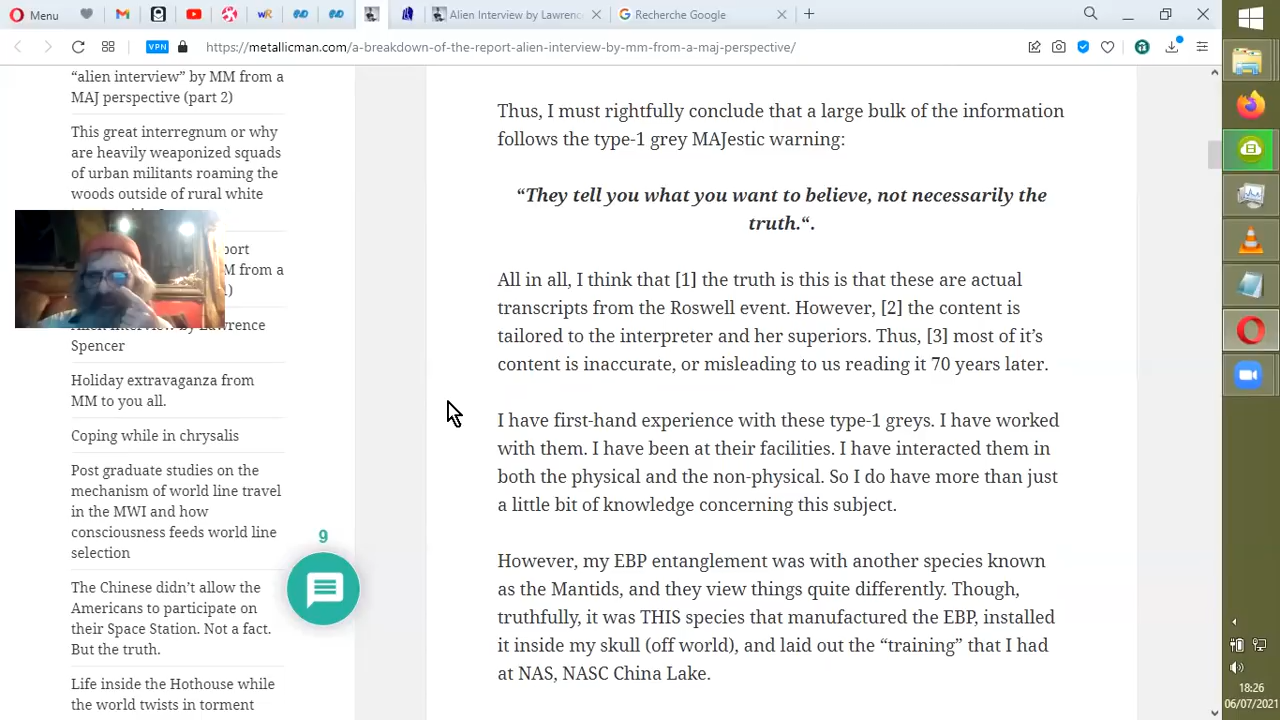 Menu
Alien Interview by Lawrenc
Recherche Google
VPN
https://metallicman.com/a-breakdown-of-the-report-alien-interview-by-mm-from-a-maj-perspective/
“alien interview” by MM from a
MAJ perspective (part 2)
This great interregnum or why
are heavily weaponized squads
of urban militants roaming the
woods outside of rural white
port
M from a
)
Alien Interview by Lawrence
Spencer
Holiday extravaganza from
MM to you all.
Coping while in chrysalis
Post graduate studies on the
mechanism of world line travel
in the MWI and how
consciousness feeds world line
selection
The Chinese didn’t allow the
Americans to participate on
their Space Station. Not a fact.
But the truth.
Life inside the Hothouse while
the world twists in torment
9
Thus, I must rightfully conclude that a large bulk of the information
follows the type-1 grey MAJestic warning:
“They tell you what you want to believe, not necessarily the
truth.“.
All in all, I think that [1] the truth is this is that these are actual
transcripts from the Roswell event. However, [2] the content is
tailored to the interpreter and her superiors. Thus, [3] most of it’s
content is inaccurate, or misleading to us reading it 70 years later.
I have first-hand experience with these type-1 greys. I have worked
with them. I have been at their facilities. I have interacted them in
both the physical and the non-physical. So I do have more than just
a little bit of knowledge concerning this subject.
However, my EBP entanglement was with another species known
as the Mantids, and they view things quite differently. Though,
truthfully, it was THIS species that manufactured the EBP, installed
it inside my skull (off world), and laid out the “training” that I had
at NAS, NASC China Lake.
18:26
06/07/2021